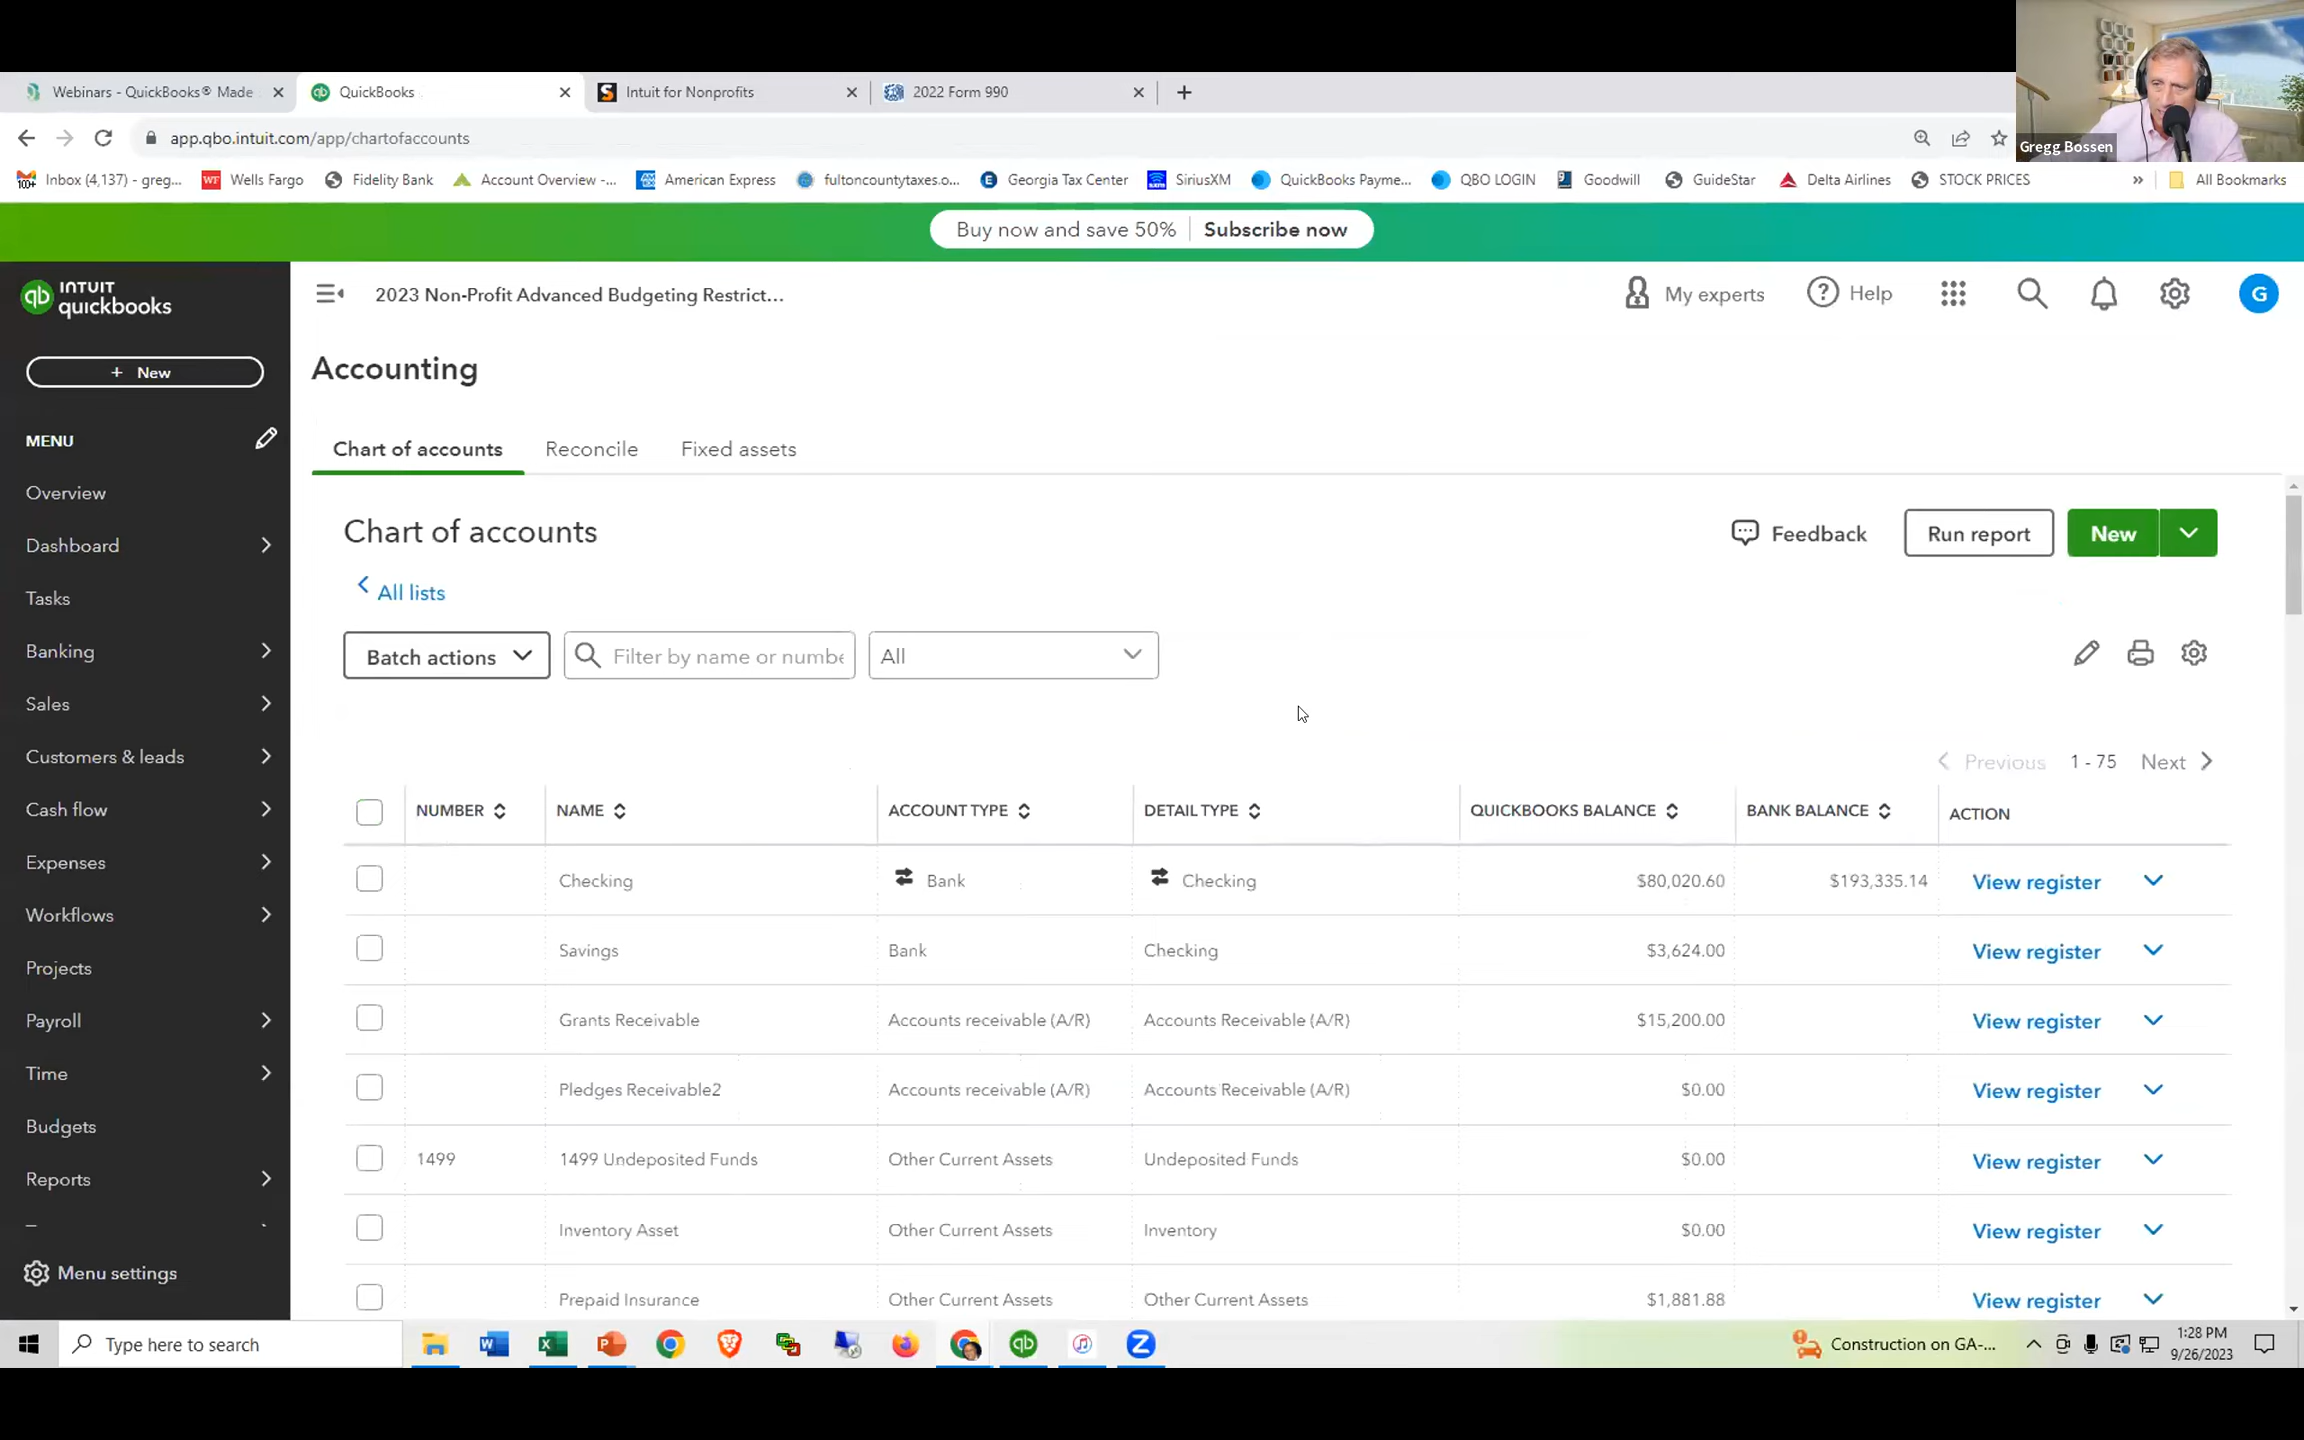 Webinars - QuickBooks® Made
QuickBooks
Intuit for Nonprofits
2022 Form 990
app.qbo.intuit.com/app/chartofaccounts
Gregg Bossen
Inbox (4,137) - greg...
Wells Fargo
Fidelity Bank
Account Overview -...
American Express
fultoncountytaxes.o...
Georgia Tax Center
SiriusXM
QuickBooks Payme...
QBO LOGIN
Goodwill
GuideStar
Delta Airlines
STOCK PRICES
»
All Bookmarks
Buy now and save 50% Subscribe now
INTUIT
quickbooks
2023 Non-Profit Advanced Budgeting Restrict...
My experts
Help
G
+ New
Accounting
MENU
Overview
Dashboard
Tasks
Banking
Sales
Customers & leads
Cash flow
Expenses
Workflows
Projects
Payroll
Time
Budgets
Reports
Menu settings
Chart of accounts Reconcile Fixed assets
Chart of accounts
Feedback
Run report
New
All lists
Batch actions
Filter by name or numbe
All
Previous 1 - 75 Next
NUMBER NAME ACCOUNT TYPE DETAIL TYPE QUICKBOOKS BALANCE BANK BALANCE ACTION
Checking Bank Checking $80,020.60 $193,335.14 View register
Savings Bank Checking $3,624.00 View register
Grants Receivable Accounts receivable (A/R) Accounts Receivable (A/R) $15,200.00 View register
Pledges Receivable2 Accounts receivable (A/R) Accounts Receivable (A/R) $0.00 View register
1499 1499 Undeposited Funds Other Current Assets Undeposited Funds $0.00 View register
Inventory Asset Other Current Assets Inventory $0.00 View register
Prepaid Insurance Other Current Assets Other Current Assets $1,881.88 View register
Type here to search
Construction on GA-...
1:28 PM
9/26/2023